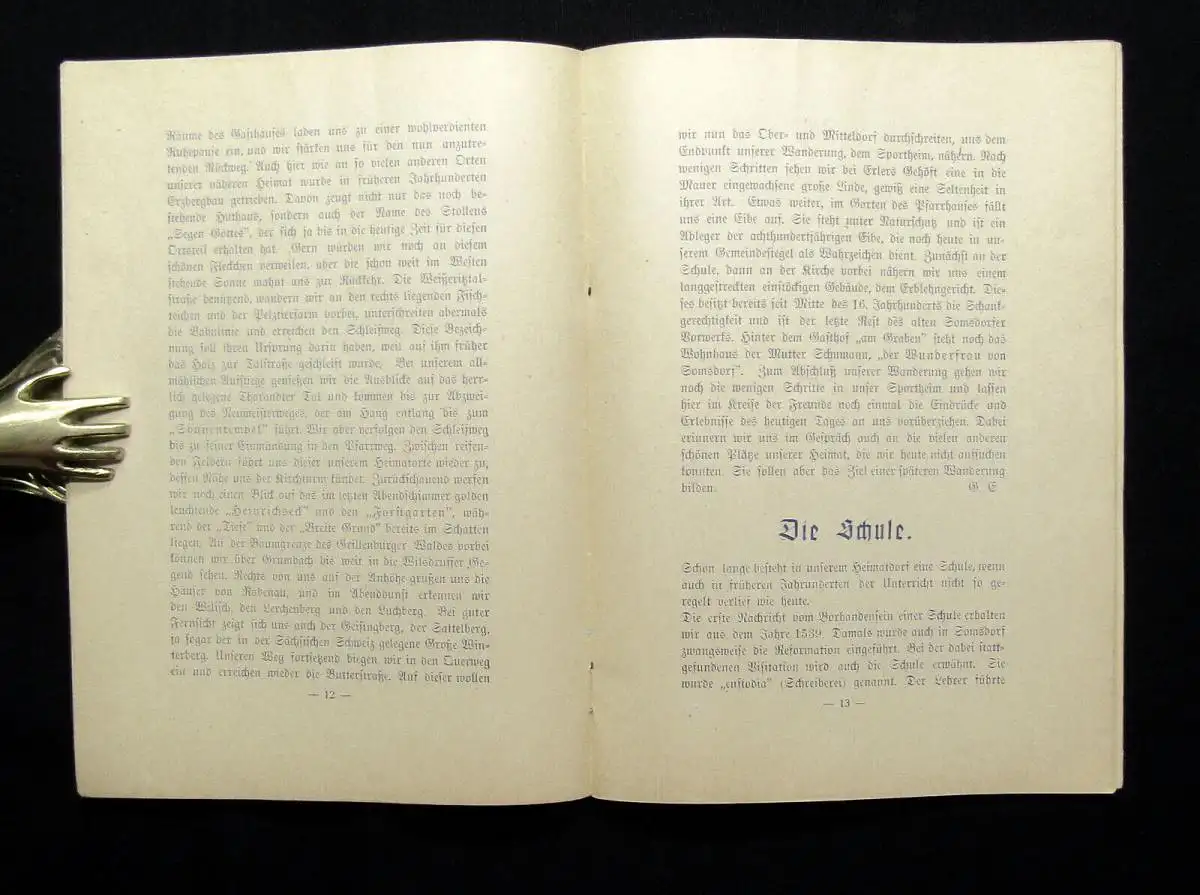 Räume des Gasthauses laden uns zu einer wohlverdienten
Ruhepause ein, und wir stärken uns für den nun anzutre-
tenden Rückweg. Auch hier wie an so vielen anderen Orten
unserer näheren Heimat wurde in früheren Jahrhunderten
Erzbergbau getrieben. Davon zeugt nicht nur das noch be-
stehende Huthaus, sondern auch der Name des Stollens
„Segen Gottes", der sich ja bis in die heutige Zeit für diesen
Ortsteil erhalten hat. Gern würden wir noch an diesem
schönen Fleckchen verweilen, aber die schon weit im Westen
stehende Sonne mahnt uns zur Rückkehr. Die Weißeritztal-
straße benutzend, wandern wir an den rechts liegenden Fisch-
teichen und der Pelztierfarm vorbei, unterschreiten abermals
die Bahnlinie und erreichen den Schleifweg. Diese Bezeich-
nung soll ihren Ursprung darin haben, weil auf ihm früher
das Holz zur Talstraße geschleift wurde. Bei unserem all-
mählichen Aufstiege genießen wir die Ausblicke auf das herr-
lich gelegene Tharandter Tal und kommen bis zur Abzwei-
gung des Neumeisterweges, der am Hang entlang bis zum
„Sonnentempel" führt. Wir aber verfolgen den Schleifweg
bis zu seiner Einmündung in den Pfarrweg. Zwischen reifen-
den Feldern führt uns dieser unserem Heimatorte wieder zu,
dessen Nähe uns der Kirchturm kündet. Zurückschauend werfen
wir noch einen Blick auf das im letzten Abendschimmer golden
leuchtende „Heinrichseck" und den „Forstgarten", wäh-
rend der „Tiefe" und der „Breite Grund" bereits im Schatten
liegen. An der Baumgrenze des Grillenburger Waldes vorbei
können wir über Grumbach bis weit in die Wilsdruffer Ge-
gend sehen. Rechts von uns auf der Anhöhe grüßen uns die
Häuser von Rabenau, und im Abenddunst erkennen wir
den Wilisch, den Lerchenberg und den Luchberg. Bei guter
Fernsicht zeigt sich uns auch der Geisingberg, der Sattelberg,
ja sogar der in der Sächsischen Schweiz gelegene Große Win-
terberg. Unseren Weg fortsetzend biegen wir in den Querweg
ein und erreichen wieder die Butterstraße. Auf dieser wollen
— 12 —
wir nun das Ober- und Mitteldorf durchschreiten, uns dem
Endpunkt unserer Wanderung, dem Sportheim, nähern. Nach
wenigen Schritten sehen wir bei Erlers Gehöft eine in die
Mauer eingewachsene große Linde, gewiß eine Seltenheit in
ihrer Art. Etwas weiter, im Garten des Pfarrhauses fällt
uns eine Eibe auf. Sie steht unter Naturschutz und ist ein
Ableger der achthundertjährigen Eibe, die noch heute in un-
serem Gemeindesiegel als Wahrzeichen dient. Zunächst an der
Schule, dann an der Kirche vorbei nähern wir uns einem
langgestreckten einstöckigen Gebäude, dem Erblehngericht. Die-
ses besitzt bereits seit Mitte des 16. Jahrhunderts die Schank-
gerechtigkeit und ist der letzte Rest des alten Somsdorfer
Vorwerks. Hinter dem Gasthof „am Graben" steht noch das
Wohnhaus der Mutter Schumann, „der Wunderfrau von
Somsdorf". Zum Abschluß unserer Wanderung gehen wir
noch die wenigen Schritte in unser Sportheim und lassen
hier im Kreise der Freunde noch einmal die Eindrücke und
Erlebnisse des heutigen Tages an uns vorüberziehen. Dabei
erinnern wir uns im Gespräch auch an die vielen anderen
schönen Plätze unserer Heimat, die wir heute nicht aufsuchen
konnten. Sie sollen aber das Ziel einer späteren Wanderung
bilden. G. E.
Die Schule.
Schon lange besteht in unserem Heimatdorf eine Schule, wenn
auch in früheren Jahrunderten der Unterricht nicht so ge-
regelt verlief wie heute.
Die erste Nachricht vom Vorhandensein einer Schule erhalten
wir aus dem Jahre 1539. Damals wurde auch in Somsdorf
zwangsweise die Reformation eingeführt. Bei der dabei statt-
gefundenen Visitation wird auch die Schule erwähnt. Sie
wurde „custodia" (Schreiberei) genannt. Der Lehrer führte
— 13 —